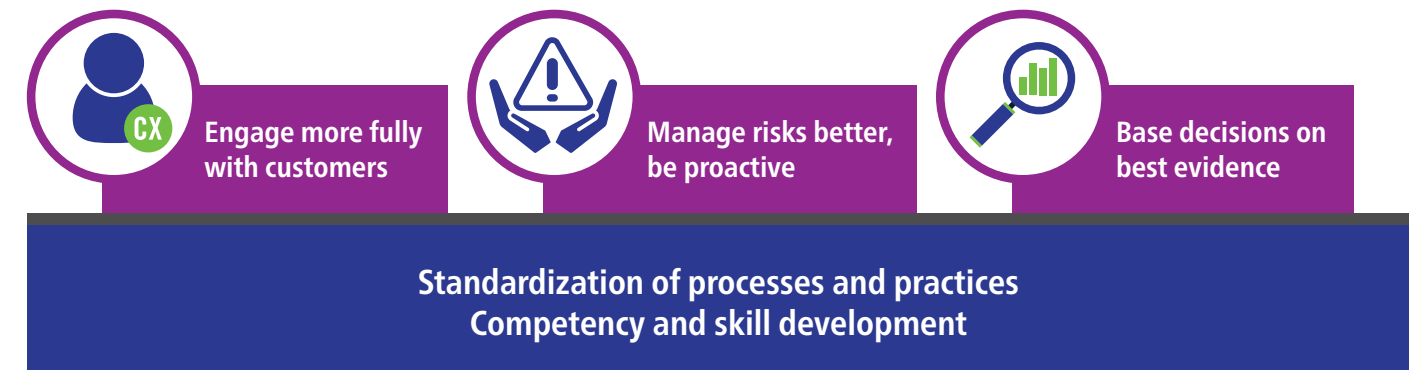 CX
Engage more fully
with customers
Manage risks better,
be proactive
Base decisions on
best evidence
Standardization of processes and practices
Competency and skill development